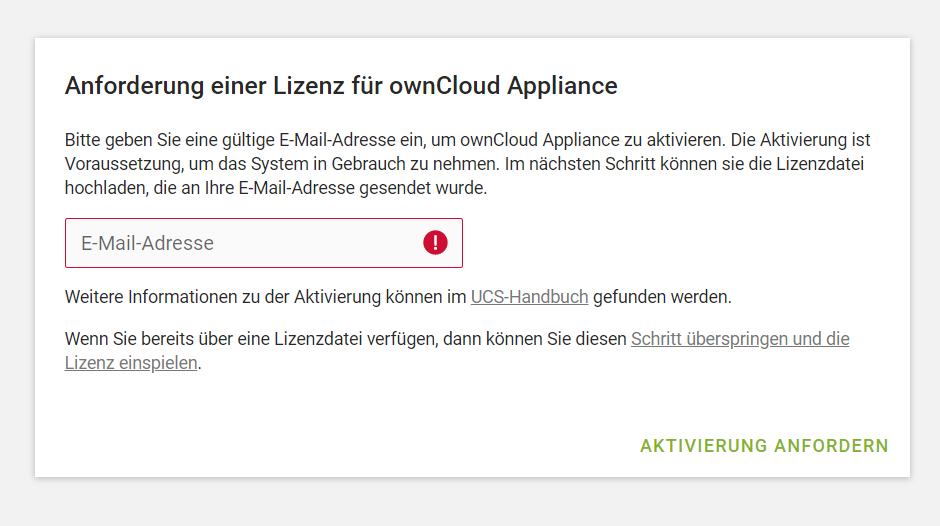 Anforderung einer Lizenz für ownCloud Appliance
Bitte geben Sie eine gültige E-Mail-Adresse ein, um ownCloud Appliance zu aktivieren. Die Aktivierung ist
Voraussetzung, um das System in Gebrauch zu nehmen. Im nächsten Schritt können sie die Lizenzdatei
hochladen, die an Ihre E-Mail-Adresse gesendet wurde.
E-Mail-Adresse
Weitere Informationen zu der Aktivierung können im UCS-Handbuch gefunden werden.
Wenn Sie bereits über eine Lizenzdatei verfügen, dann können Sie diesen Schritt überspringen und die
Lizenz einspielen.
AKTIVIERUNG ANFORDERN